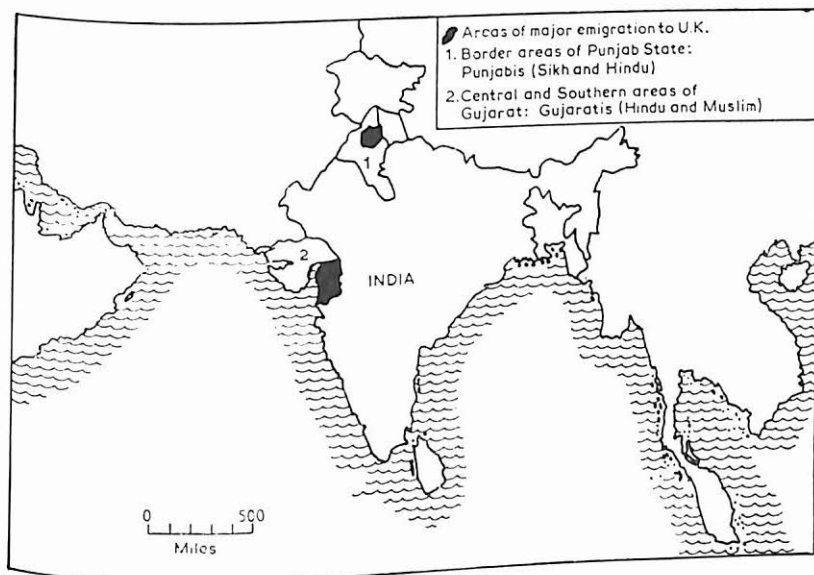 Areas of major emigration to U.K.
1. Border areas of Punjab State:
Punjabis (Sikh and Hindu)
2. Central and Southern areas of
Gujarat: Gujaratis (Hindu and Muslim)
1
2
INDIA
0 500
Miles